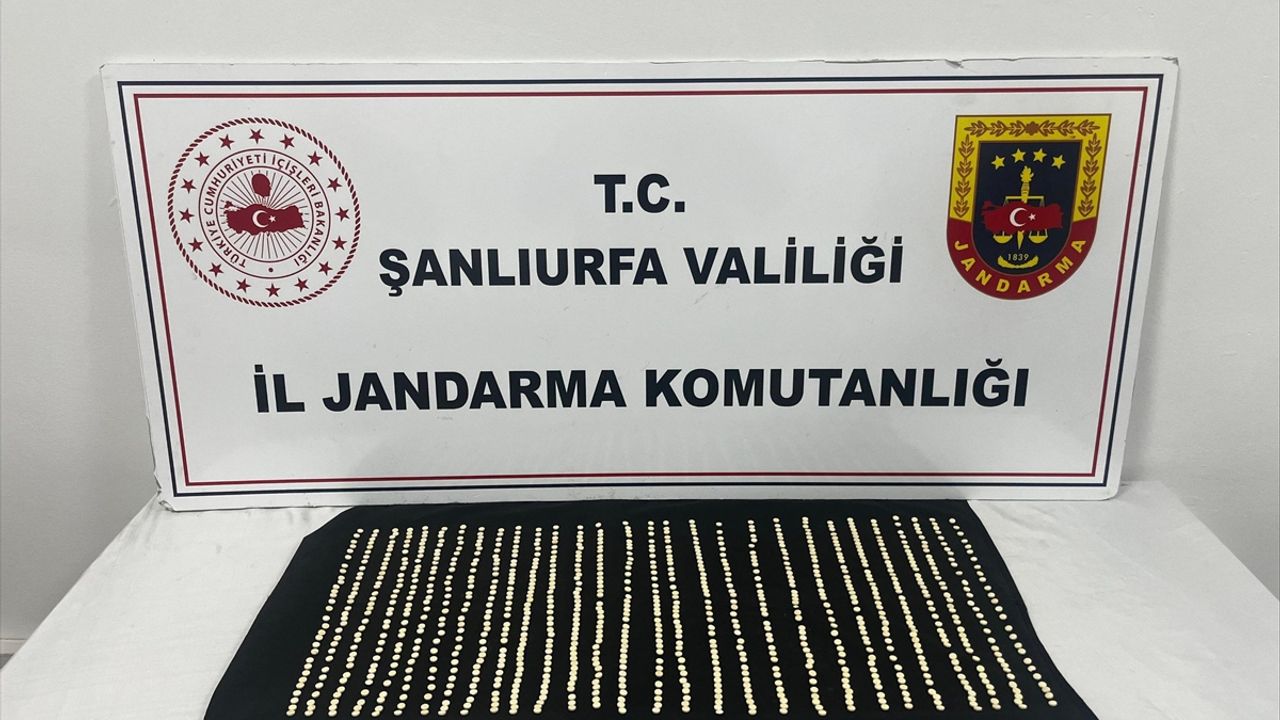 TÜRKİYE CUMHURİYETİ İÇİŞLERİ BAKANLIĞI
T.C.
ŞANLIURFA VALİLİĞİ
İL JANDARMA KOMUTANLIĞI
1839
JANDARMA